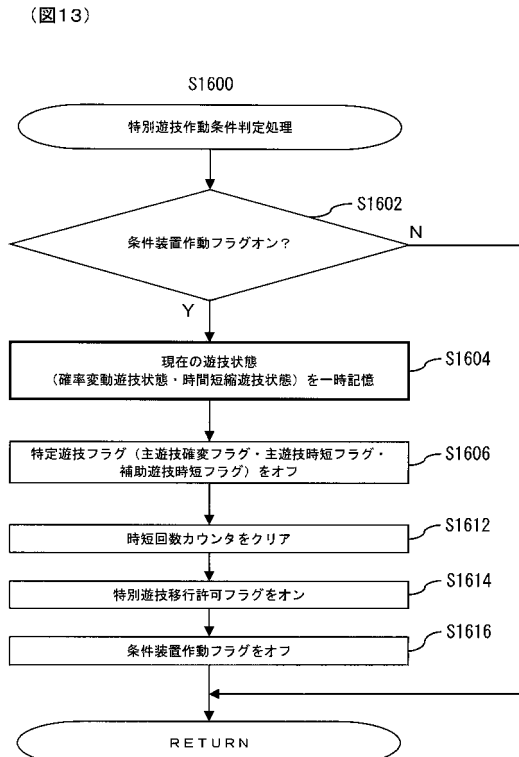 (図13)
S1600
特別遊技作動条件判定処理
S1602
条件装置作動フラグオン？
N
Y
現在の遊技状態
(確率変動遊技状態・時間短縮遊技状態)を一時記憶
S1604
特定遊技フラグ(主遊技確変フラグ・主遊技時短フラグ・
補助遊技時短フラグ)をオフ
S1606
時短回数カウンタをクリア
S1612
特別遊技移行許可フラグをオン
S1614
条件装置作動フラグをオフ
S1616
RETURN